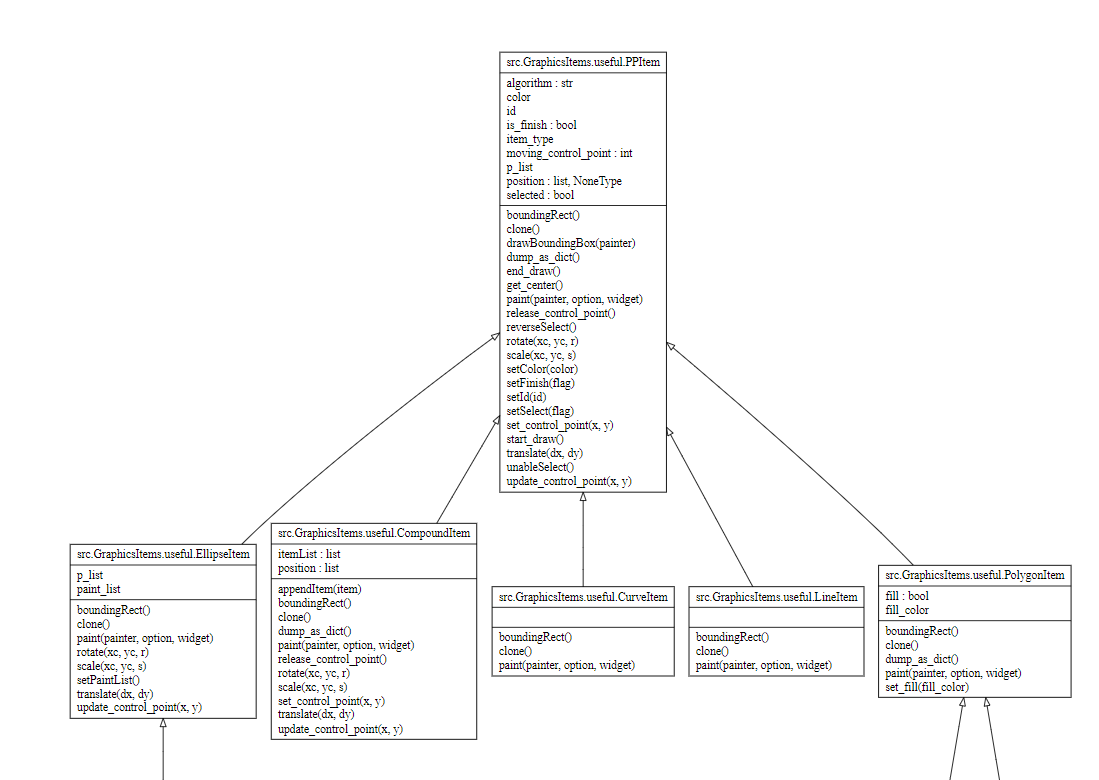 src.GraphicsItems.useful.PPItem
algorithm : str
color
id
is_finish : bool
item_type
moving_control_point : int
p_list
position : list, NoneType
selected : bool
boundingRect()
clone()
drawBoundingBox(painter)
dump_as_dict()
end_draw()
get_center()
paint(painter, option, widget)
release_control_point()
reverseSelect()
rotate(xc, yc, r)
scale(xc, yc, s)
setColor(color)
setFinish(flag)
setId(id)
setSelect(flag)
set_control_point(x, y)
start_draw()
translate(dx, dy)
unableSelect()
update_control_point(x, y)
src.GraphicsItems.useful.EllipseItem
p_list
paint_list
boundingRect()
clone()
paint(painter, option, widget)
rotate(xc, yc, r)
scale(xc, yc, s)
setPaintList()
translate(dx, dy)
update_control_point(x, y)
src.GraphicsItems.useful.CompoundItem
itemList : list
position : list
appendItem(item)
boundingRect()
clone()
dump_as_dict()
paint(painter, option, widget)
release_control_point()
rotate(xc, yc, r)
scale(xc, yc, s)
set_control_point(x, y)
translate(dx, dy)
update_control_point(x, y)
src.GraphicsItems.useful.CurveItem
boundingRect()
clone()
paint(painter, option, widget)
src.GraphicsItems.useful.LineItem
boundingRect()
clone()
paint(painter, option, widget)
src.GraphicsItems.useful.PolygonItem
fill : bool
fill_color
boundingRect()
clone()
dump_as_dict()
paint(painter, option, widget)
set_fill(fill_color)